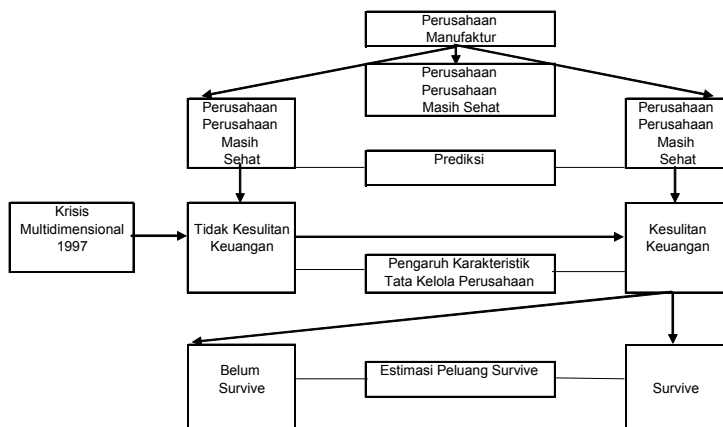 Perusahaan
Manufaktur
Perusahaan
Perusahaan
Masih Sehat
Perusahaan
Perusahaan
Masih
Sehat
Prediksi
Perusahaan
Perusahaan
Masih
Sehat
Krisis
Multidimensional
1997
Tidak Kesulitan
Keuangan
Kesulitan
Keuangan
Pengaruh Karakteristik
Tata Kelola Perusahaan
Belum
Survive
Estimasi Peluang Survive
Survive